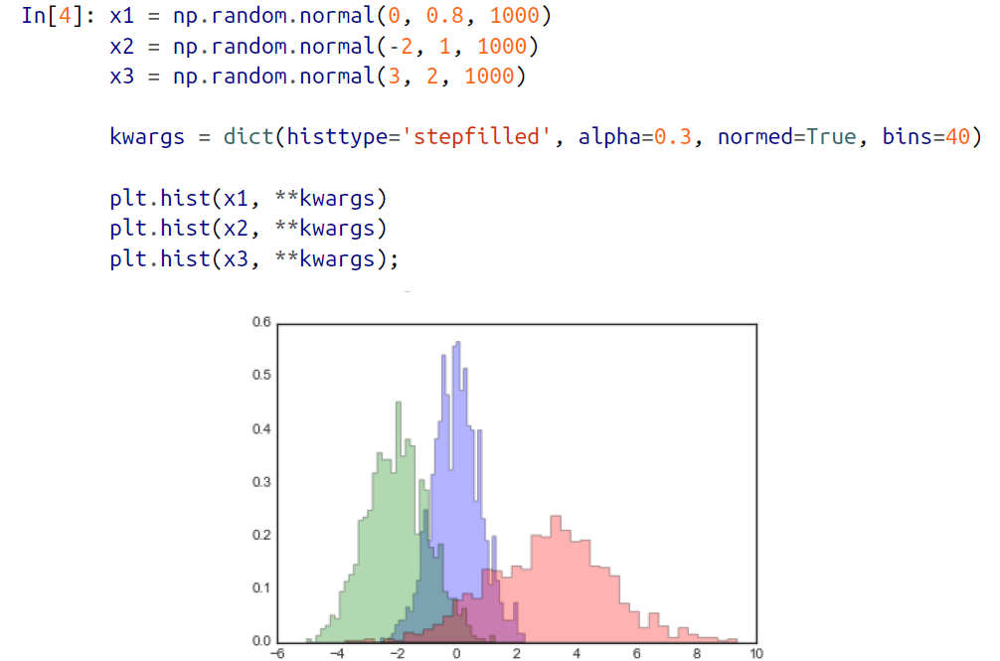 In[4]: x1 = np.random.normal(0, 0.8, 1000)
x2 = np.random.normal(-2, 1, 1000)
x3 = np.random.normal(3, 2, 1000)
kwargs = dict(histtype='stepfilled', alpha=0.3, normed=True, bins=40)
plt.hist(x1, **kwargs)
plt.hist(x2, **kwargs)
plt.hist(x3, **kwargs);
0.6
0.5
0.4
0.3
0.2
0.1
0.0
−6 −4 −2 0 2 4 6 8 10